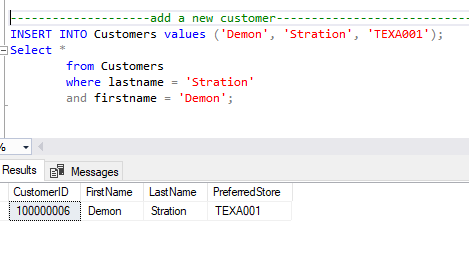 --------------------add a new customer----------------------------
INSERT INTO Customers values ('Demon', 'Stration', 'TEXA001');
Select *
from Customers
where lastname = 'Stration'
and firstname = 'Demon';
%
Results Messages
CustomerID FirstName LastName PreferredStore
100000006 Demon Stration TEXA001